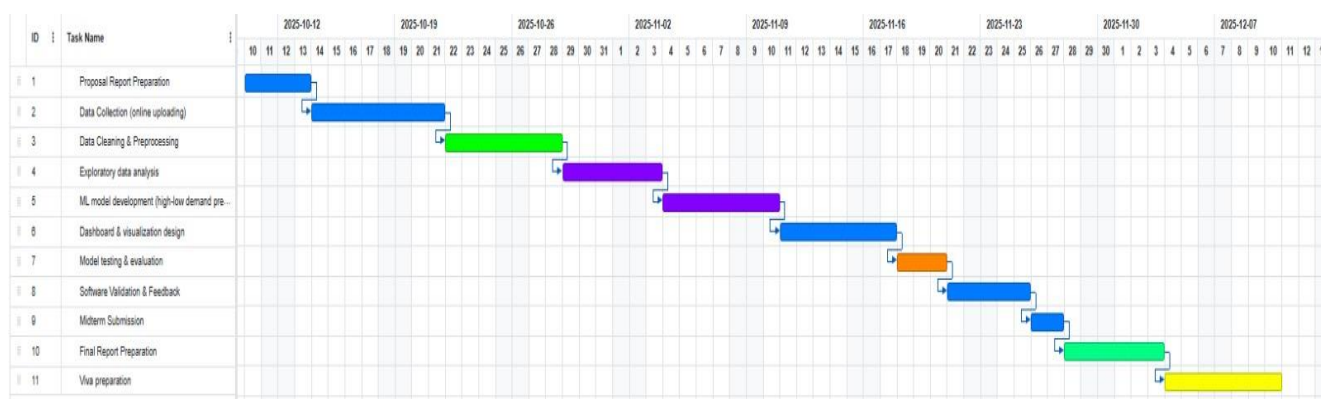 2025-10-12 2025-10-19 2025-10-26 2025-11-02 2025-11-09 2025-11-16 2025-11-23 2025-11-30 2025-12-07
ID Task Name
10 11 12 13 14 15 16 17 18 19 20 21 22 23 24 25 26 27 28 29 30 31 1 2 3 4 5 6 7 8 9 10 11 12 13 14 15 16 17 18 19 20 21 22 23 24 25 26 27 28 29 30 1 2 3 4 5 6 7 8 9 10 11 12
1 Proposal Report Preparation
2 Data Collection (online uploading)
3 Data Cleaning & Preprocessing
4 Exploratory data analysis
5 ML model development (high-low demand pre...
6 Dashboard & visualization design
7 Model testing & evaluation
8 Software Validation & Feedback
9 Midterm Submission
10 Final Report Preparation
11 Viva preparation